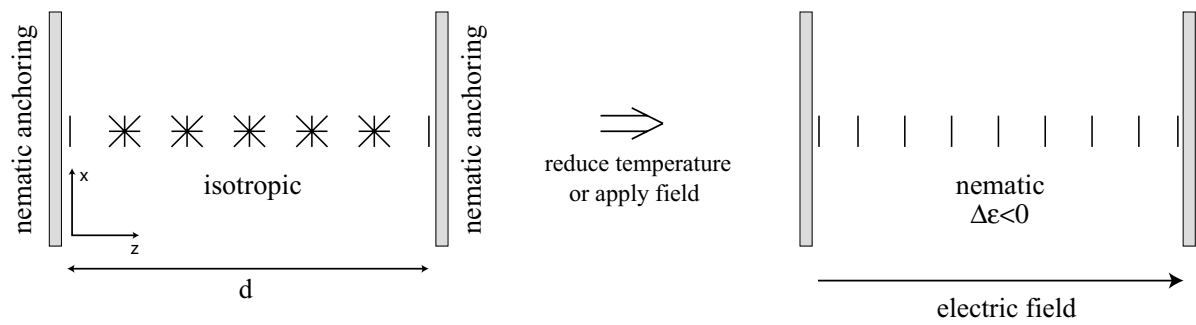 nematic anchoring
x
z
isotropic
d
nematic anchoring
reduce temperature
or apply field
nematic
Δε<0
electric field